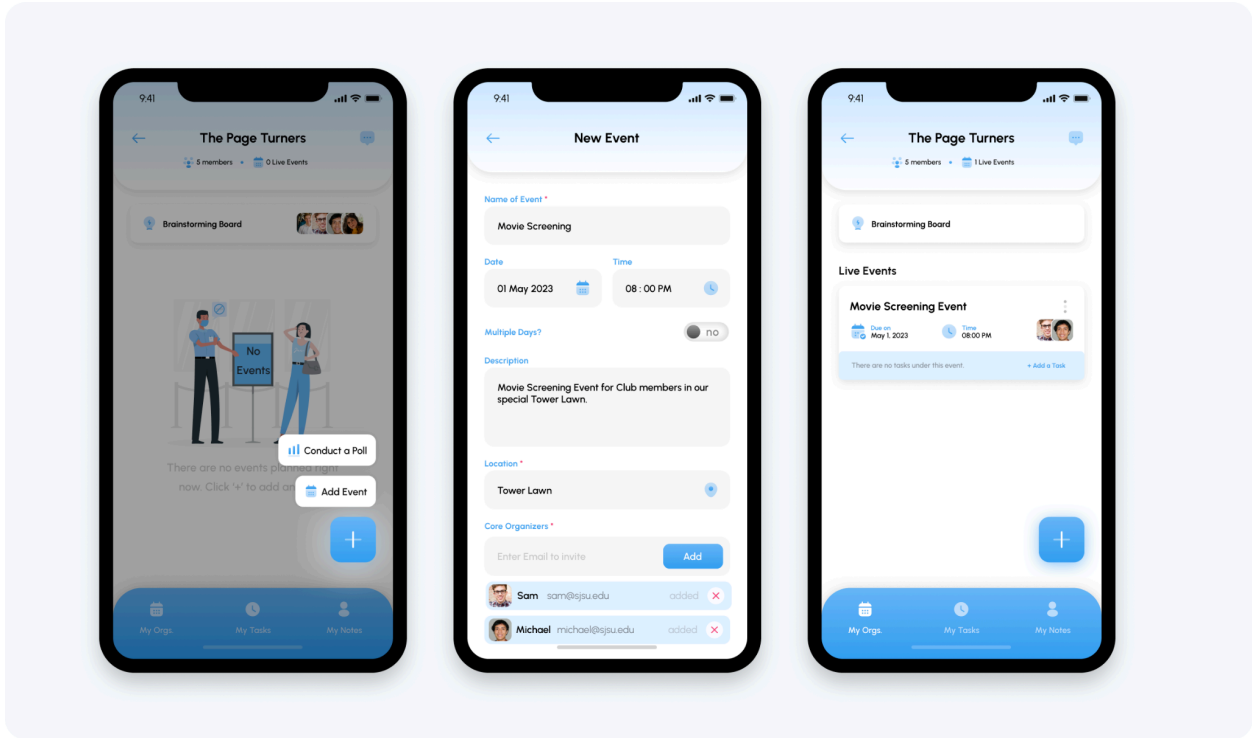 9:41
The Page Turners
5 members • 0 Live Events
Brainstorming Board
No
Events
Conduct a Poll
There are no events planned right
now. Click '+' to add an
Add Event
My Orgs.
My Tasks
My Notes
9:41
New Event
Name of Event *
Movie Screening
Date
Time
01 May 2023
08 : 00 PM
Multiple Days?
no
Description
Movie Screening Event for Club members in our
special Tower Lawn.
Location *
Tower Lawn
Core Organizers *
Enter Email to invite
Add
Sam sam@sjsu.edu added
Michael michael@sjsu.edu added
9:41
The Page Turners
5 members • 1 Live Events
Brainstorming Board
Live Events
Movie Screening Event
Due on
May 1, 2023
Time
08:00 PM
There are no tasks under this event.
+ Add a Task
My Orgs.
My Tasks
My Notes